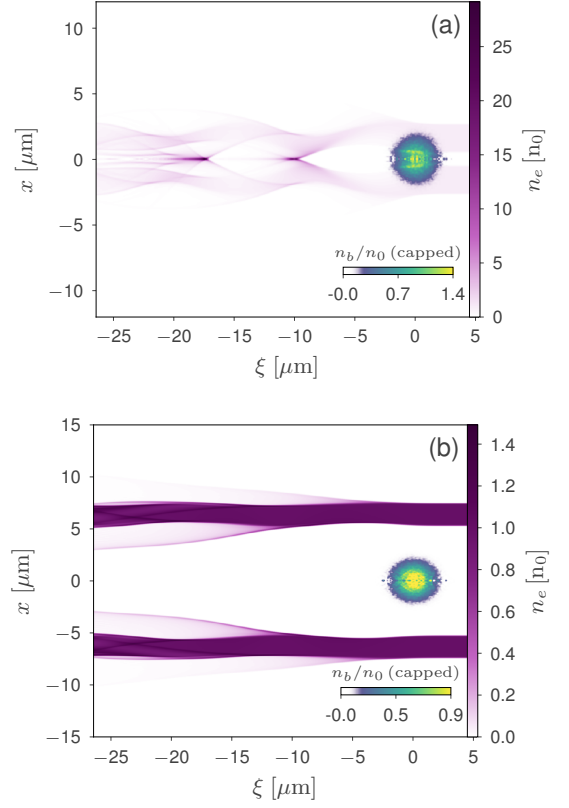 (a)
10
5
0
−5
−10
x [μm]
−25 −20 −15 −10 −5 0 5
ξ [μm]
n_b/n_0 (capped)
-0.0 0.7 1.4
25
20
15
10
5
0
n_e [n_0]
(b)
15
10
5
0
−5
−10
−15
x [μm]
−25 −20 −15 −10 −5 0 5
ξ [μm]
n_b/n_0 (capped)
-0.0 0.5 0.9
1.4
1.2
1.0
0.8
0.6
0.4
0.2
0.0
n_e [n_0]